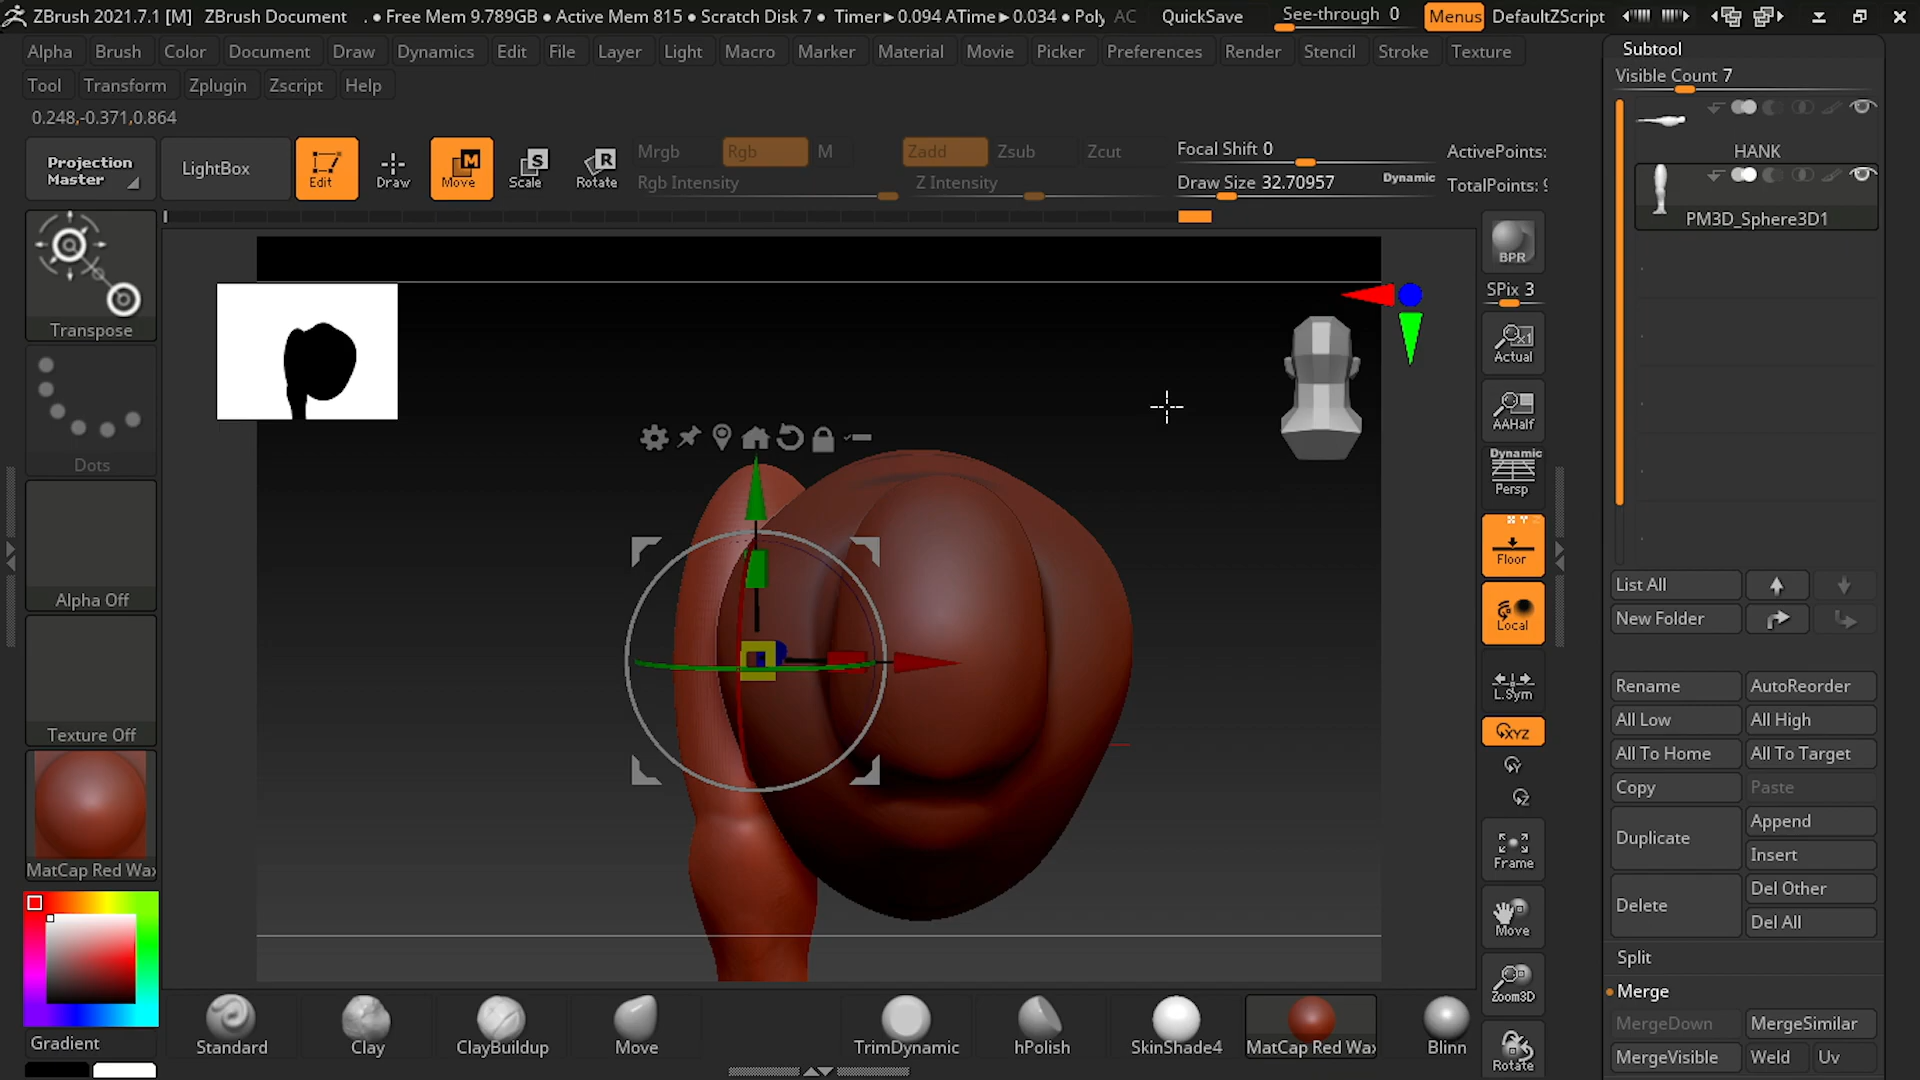 ZBrush 2021.7.1 [M] ZBrush Document . • Free Mem 9.789GB • Active Mem 815 • Scratch Disk 7 • Timer►0.094 ATime►0.034 • Poly AC QuickSave See-through 0 Menus DefaultZScript
Alpha Brush Color Document Draw Dynamics Edit File Layer Light Macro Marker Material Movie Picker Preferences Render Stencil Stroke Texture
Tool Transform Zplugin Zscript Help
0.248,-0.371,0.864
Projection
Master
LightBox
Edit
Draw
M
Move
S
Scale
R
Rotate
Mrgb Rgb M
Rgb Intensity
Zadd Zsub Zcut
Z Intensity
Focal Shift 0
Draw Size 32.70957 Dynamic
ActivePoints:
TotalPoints: 9
Transpose
Dots
Alpha Off
Texture Off
MatCap Red Wax
Gradient
BPR
SPix 3
x1
Actual
AAHalf
Dynamic
Persp
X Y Z
Floor
Local
L.Sym
XYZ
Y
Z
Frame
Move
Zoom3D
Rotate
Standard
Clay
ClayBuildup
Move
TrimDynamic
hPolish
SkinShade4
MatCap Red Wax
Blinn
Subtool
Visible Count 7
HANK
PM3D_Sphere3D1
List All
New Folder
Rename AutoReorder
All Low All High
All To Home All To Target
Copy Paste
Duplicate
Append
Insert
Delete
Del Other
Del All
Split
Merge
MergeDown MergeSimilar
MergeVisible Weld Uv